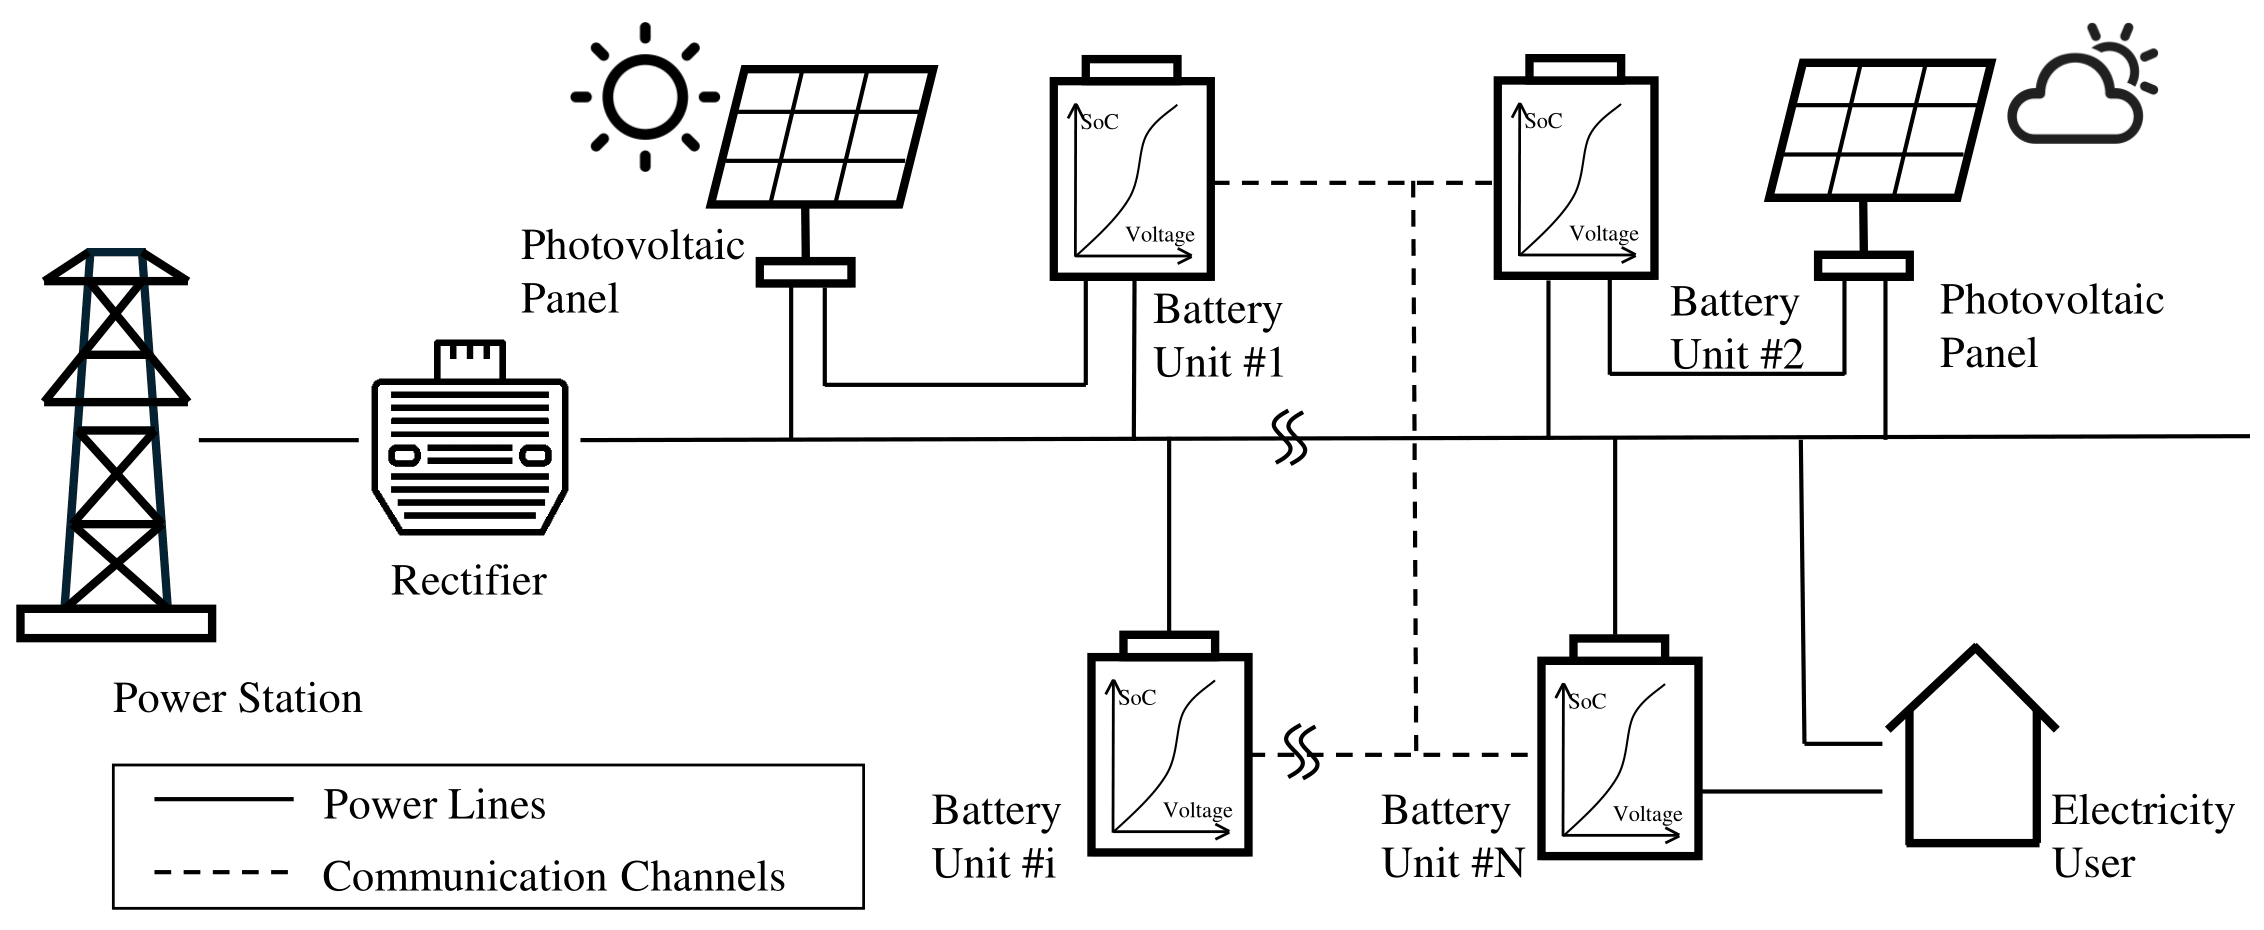 SoC
Voltage
SoC
Voltage
Photovoltaic
Panel
Battery
Unit #1
Battery
Unit #2
Photovoltaic
Panel
Rectifier
Power Station
SoC
Voltage
SoC
Voltage
Battery
Unit #i
Battery
Unit #N
Electricity
User
Power Lines
Communication Channels